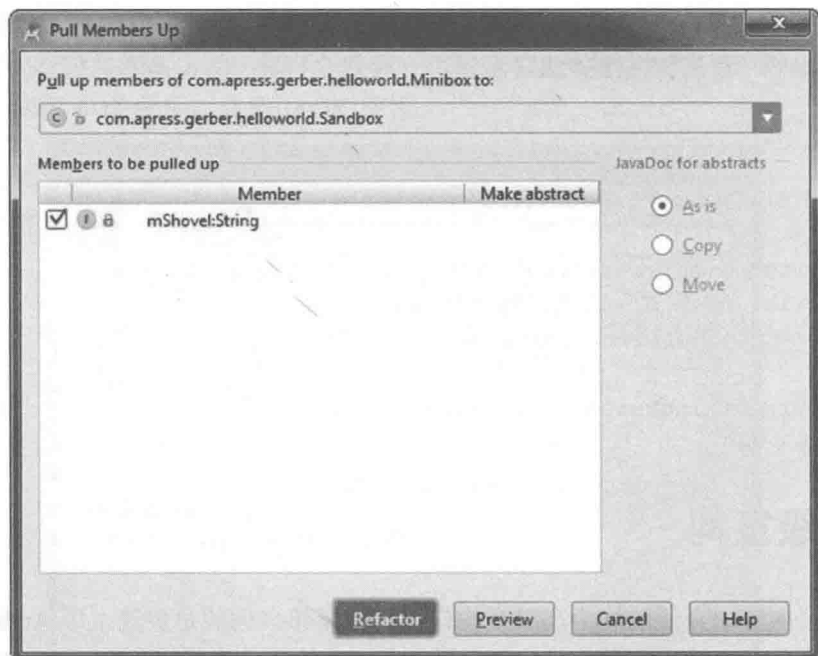 Pull Members Up
Pull up members of com.apress.gerber.helloworld.Minibox to:
com.apress.gerber.helloworld.Sandbox
Members to be pulled up
JavaDoc for abstracts
Member
Make abstract
mShovel:String
As is
Copy
Move
Refactor
Preview
Cancel
Help